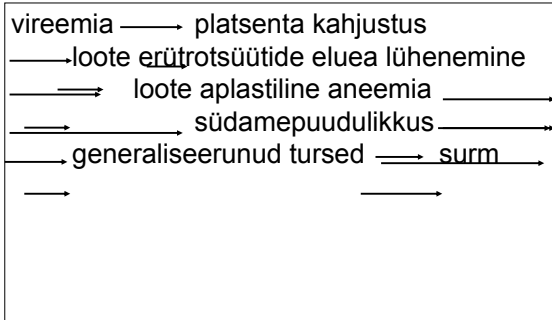 vireemia platsenta kahjustus
loote erütrotsüütide eluea lühenemine
loote aplastiline aneemia
südamepuudulikkus
generaliseerunud tursed surm